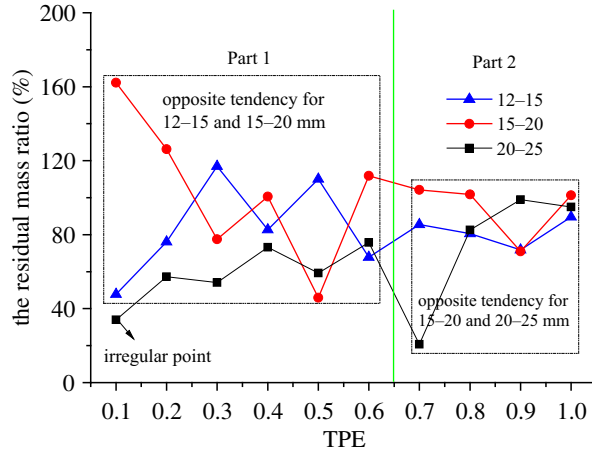 200
160
120
80
40
0
the residual mass ratio (%)
Part 1
Part 2
opposite tendency for
12–15 and 15–20 mm
12–15
15–20
20–25
opposite tendency for
15–20 and 20–25 mm
irregular point
0.1 0.2 0.3 0.4 0.5 0.6 0.7 0.8 0.9 1.0
TPE